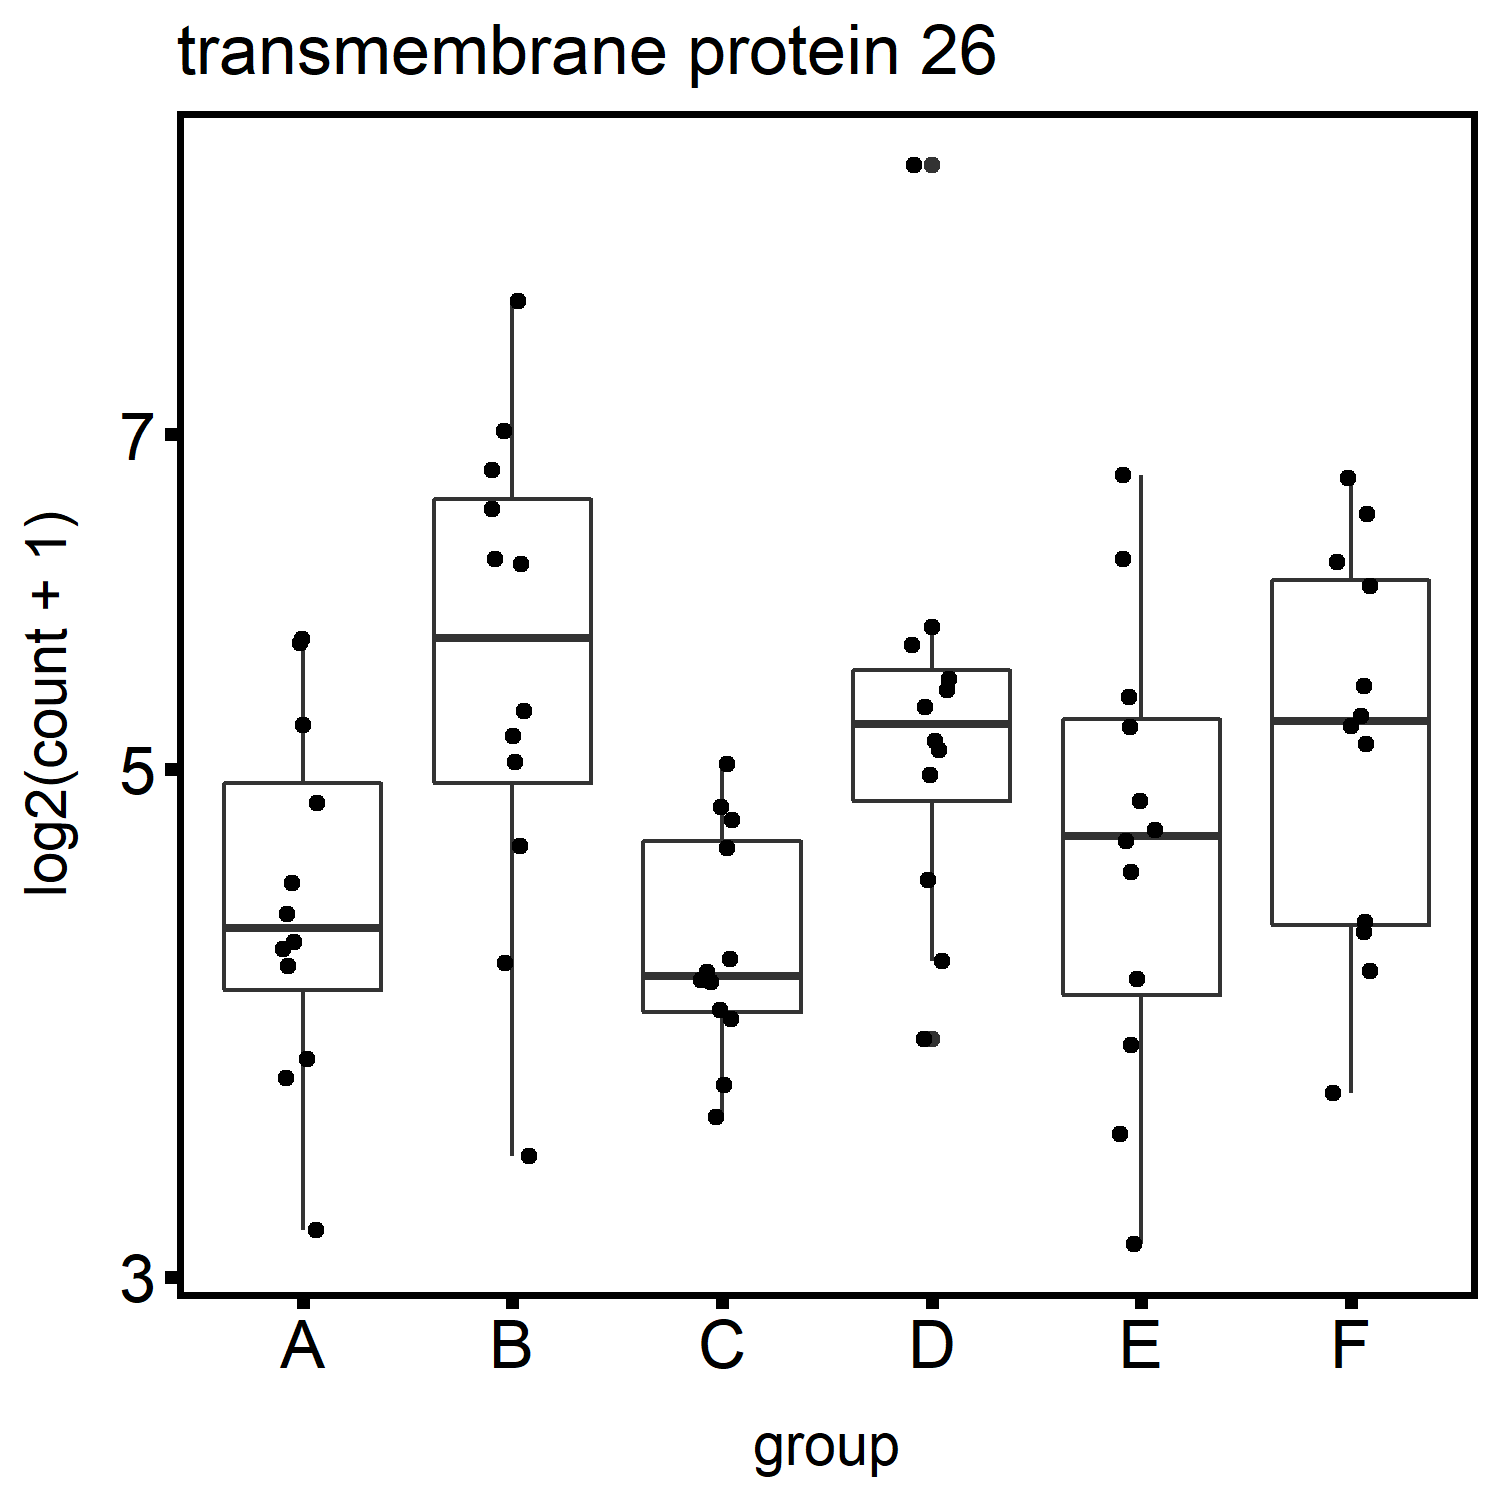 transmembrane protein 26
log2(count + 1)
7
5
3
A B C D E F
group